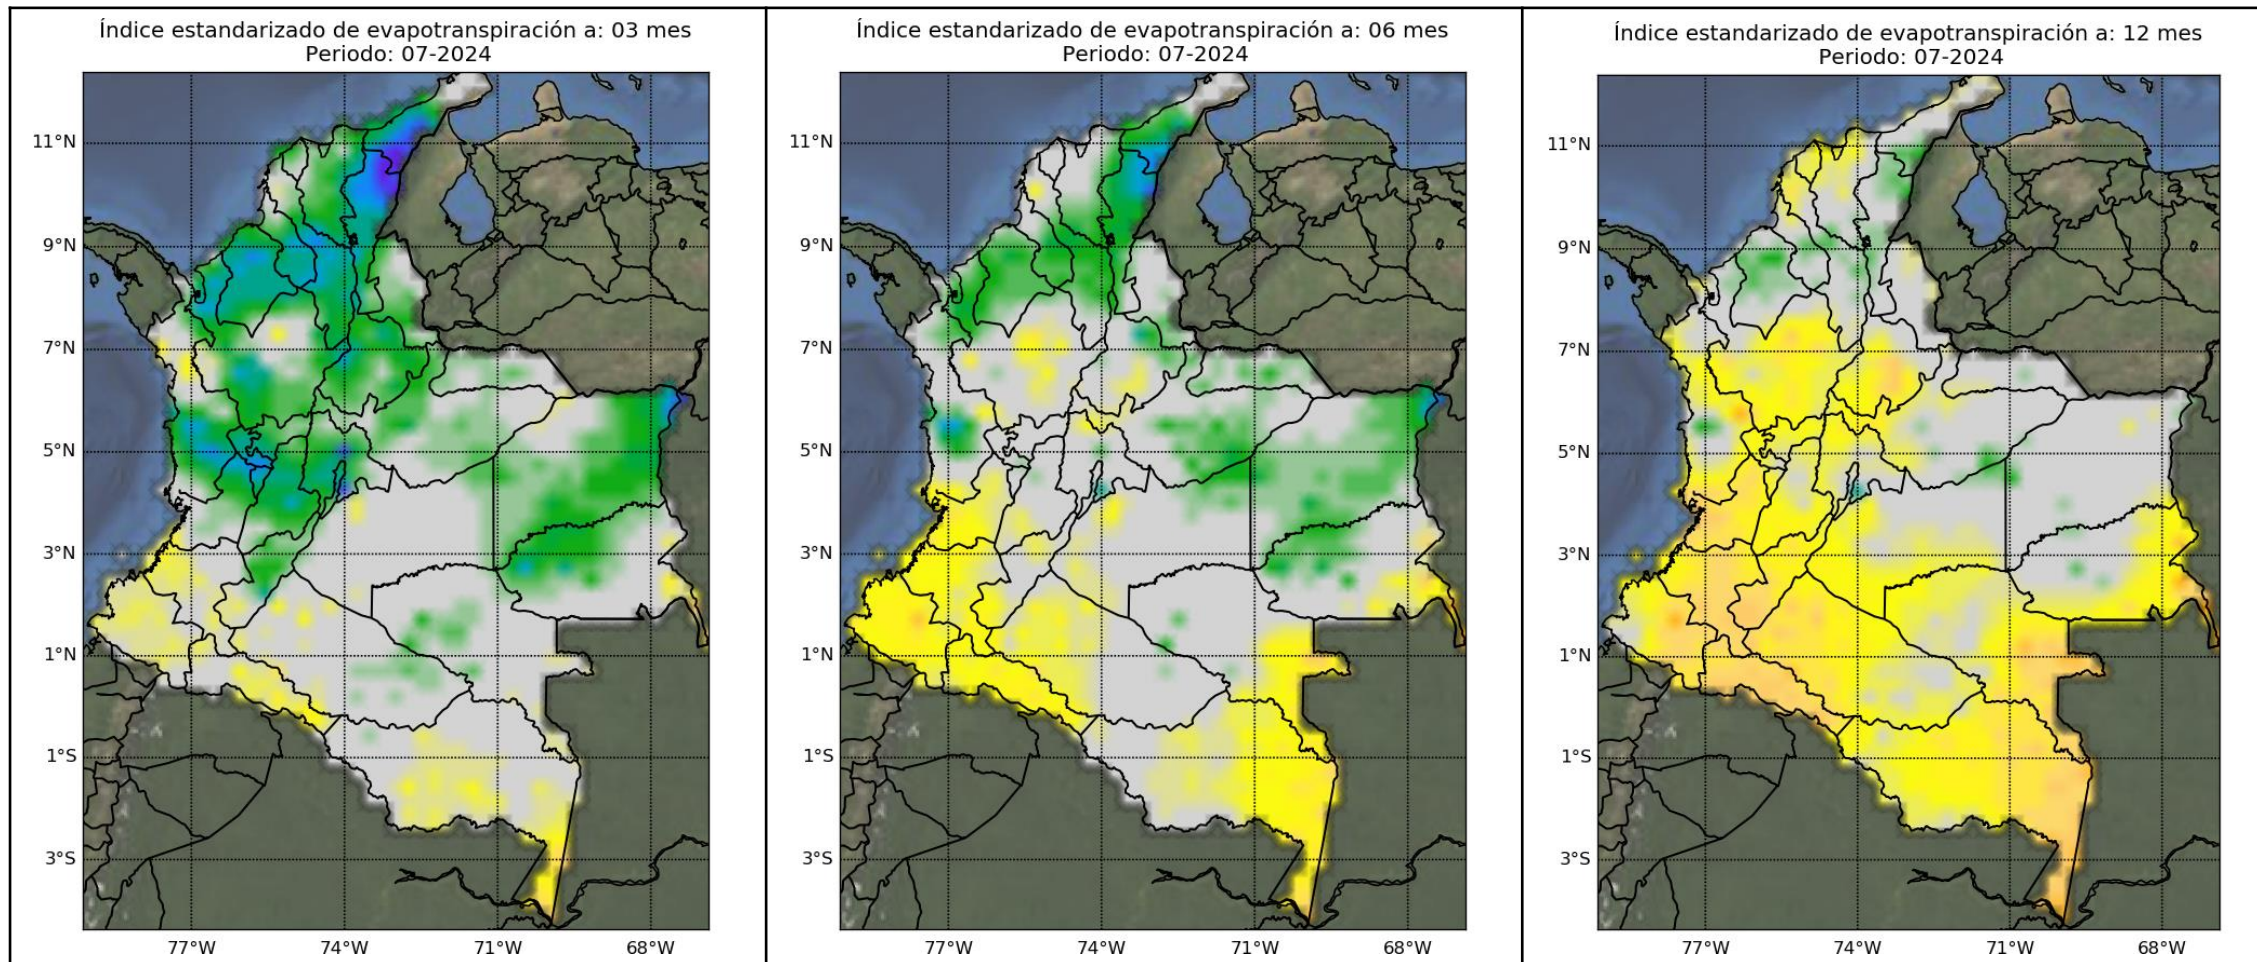 Índice estandarizado de evapotranspiración a: 03 mes
Periodo: 07-2024
11°N
9°N
7°N
5°N
3°N
1°N
1°S
3°S
77°W 74°W 71°W 68°W
Índice estandarizado de evapotranspiración a: 06 mes
Periodo: 07-2024
11°N
9°N
7°N
5°N
3°N
1°N
1°S
3°S
77°W 74°W 71°W 68°W
Índice estandarizado de evapotranspiración a: 12 mes
Periodo: 07-2024
11°N
9°N
7°N
5°N
3°N
1°N
1°S
3°S
77°W 74°W 71°W 68°W